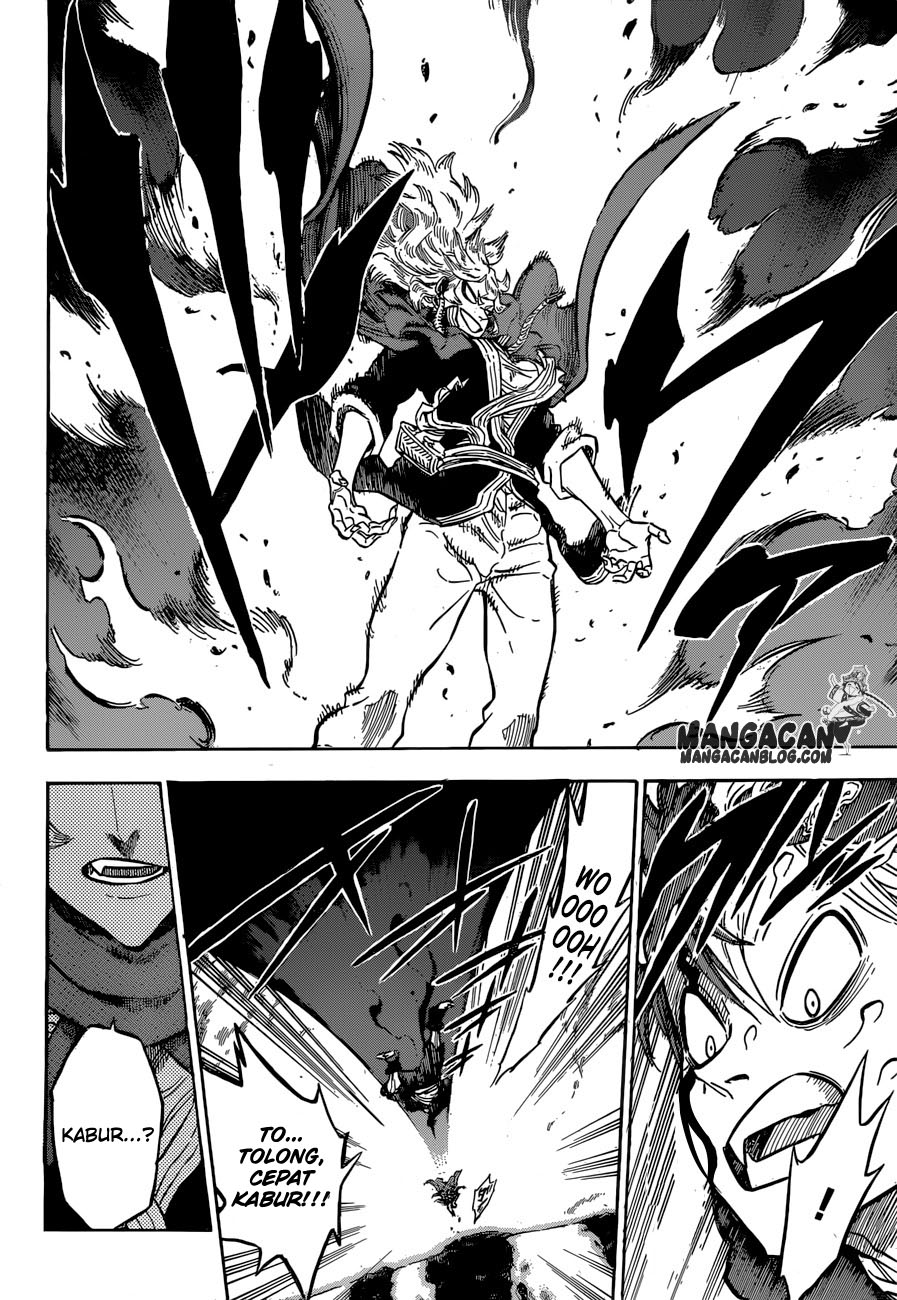 MANGACAN
MANGACANBLOG.COM
!
WO
OOO
OOH
!!!
TO...
TOLONG,
CEPAT
KABUR!!!
KABUR...?